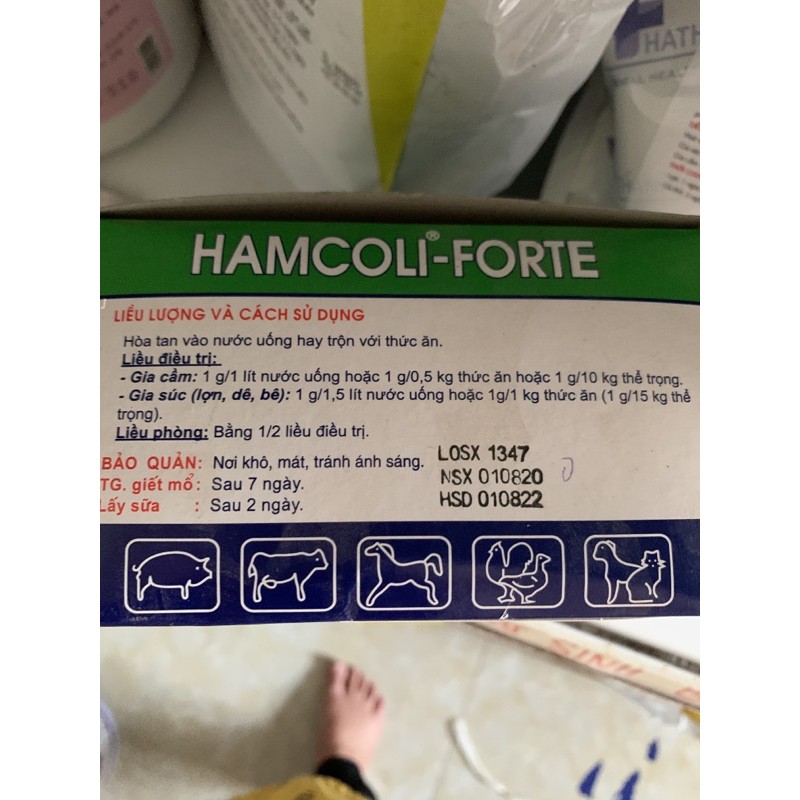 HATH
HAMCOLI®-FORTE
LIỀU LƯỢNG VÀ CÁCH SỬ DỤNG
Hòa tan vào nước uống hay trộn với thức ăn.
Liều điều trị:
- Gia cầm: 1 g/1 lít nước uống hoặc 1 g/0,5 kg thức ăn hoặc 1 g/10 kg thể trọng.
- Gia súc (lợn, dê, bê): 1 g/1,5 lít nước uống hoặc 1g/1 kg thức ăn (1 g/15 kg thể
trọng).
Liều phòng: Bằng 1/2 liều điều trị.
BẢO QUẢN: Nơi khô, mát, tránh ánh sáng.
TG. giết mổ: Sau 7 ngày.
Lấy sữa : Sau 2 ngày.
LOSX 1347
NSX 010820
HSD 010822
SINH